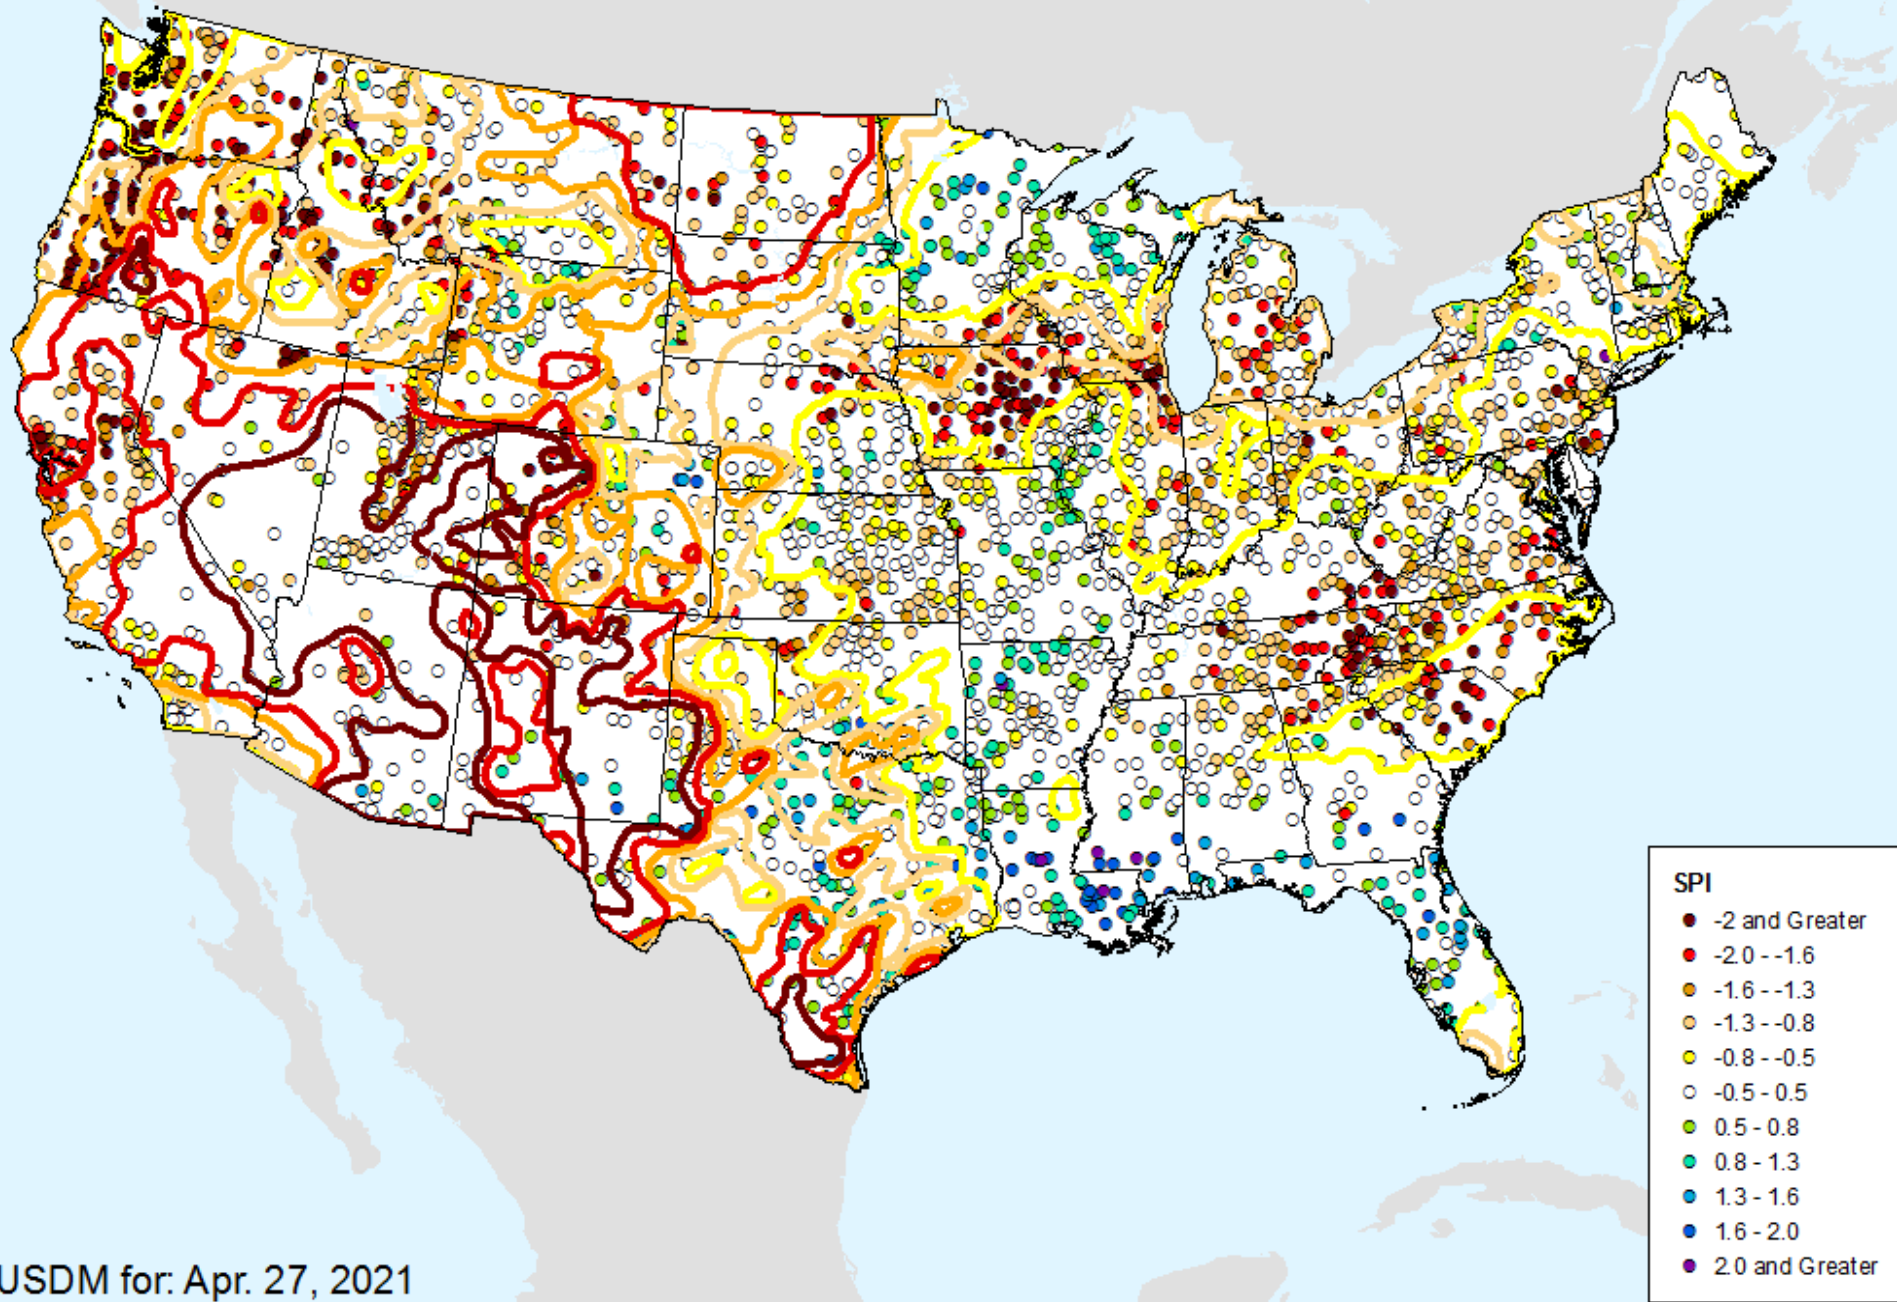 SPI
-2 and Greater
-2.0 - -1.6
-1.6 - -1.3
-1.3 - -0.8
-0.8 - -0.5
-0.5 - 0.5
0.5 - 0.8
0.8 - 1.3
1.3 - 1.6
1.6 - 2.0
2.0 and Greater
USDM for: Apr. 27, 2021